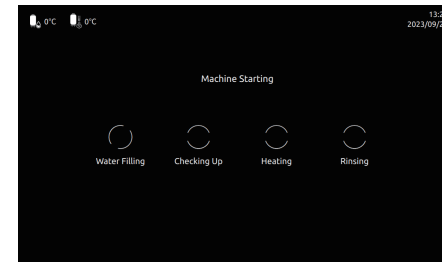 0°C 0°C
13:2
2023/09/2
Machine Starting
Water Filling Checking Up Heating Rinsing